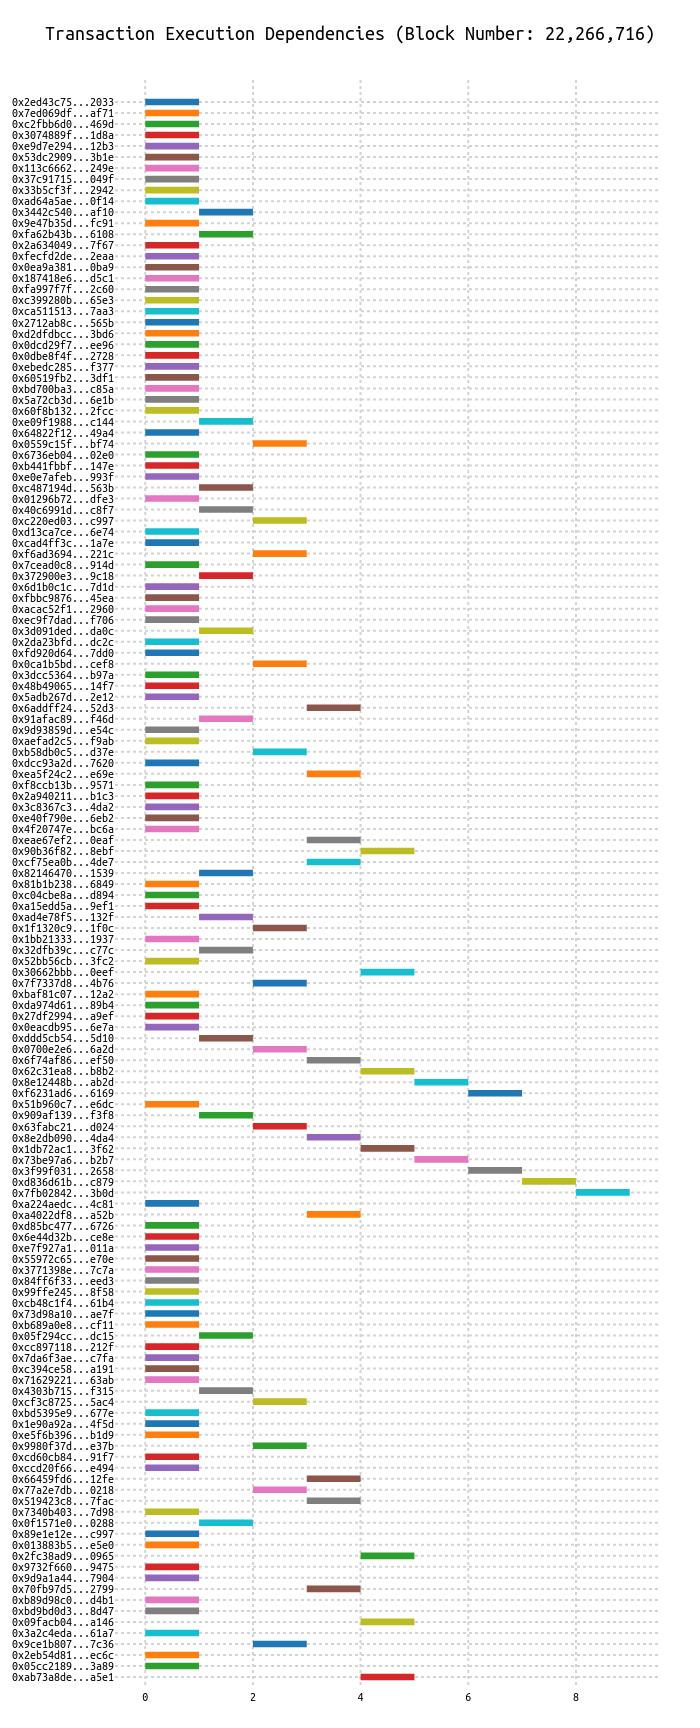 Transaction Execution Dependencies (Block Number: 22,266,716)
0x2ed43c75...2033
0x7ed069df...af71
0xc2fbb6d0...469d
0x3074889f...1d8a
0xe9d7e294...12b3
0x53dc2909...3b1e
0x113c6662...249e
0x37c91715...049f
0x33b5cf3f...2942
0xad64a5ae...0f14
0x3442c540...af10
0x9e47b35d...fc91
0xfa62b43b...6108
0x2a634049...7f67
0xfecfd2de...2eaa
0x0ea9a381...0ba9
0x187418e6...d5c1
0xfa997f7f...2c60
0xc399280b...65e3
0xca511513...7aa3
0x2712ab8c...565b
0xd2dfdbcc...3bd6
0x0dcd29f7...ee96
0x0dbe8f4f...2728
0xebedc285...f377
0x60519fb2...3df1
0xbd700ba3...c85a
0x5a72cb3d...6e1b
0x60f8b132...2fcc
0xe09f1988...c144
0x64822f12...49a4
0x0559c15f...bf74
0x6736eb04...02e0
0xb441fbbf...147e
0xe0e7afeb...993f
0xc487194d...563b
0x01296b72...dfe3
0x40c6991d...c8f7
0xc220ed03...c997
0xd13ca7ce...6e74
0xcad4ff3c...1a7e
0xf6ad3694...221c
0x7cead0c8...914d
0x372900e3...9c18
0x6d1b0c1c...7d1d
0xfbbc9876...45ea
0xacac52f1...2960
0xec9f7dad...f706
0x3d091ded...da0c
0x2da23bfd...dc2c
0xfd920d64...7dd0
0x0ca1b5bd...cef8
0x3dcc5364...b97a
0x48b49065...14f7
0x5adb267d...2e12
0x6addff24...52d3
0x91afac89...f46d
0x9d93859d...e54c
0xaefad2c5...f9ab
0xb58db0c5...d37e
0xdcc93a2d...7620
0xea5f24c2...e69e
0xf8ccb13b...9571
0x2a940211...b1c3
0x3c8367c3...4da2
0xe40f790e...6eb2
0x4f20747e...bc6a
0xeae67ef2...0eaf
0x90b36f82...8ebf
0xcf75ea0b...4de7
0x82146470...1539
0x81b1b238...6849
0xc04cbe8a...d894
0xa15edd5a...9ef1
0xad4e78f5...132f
0x1f1320c9...1f0c
0x1bb21333...1937
0x32dfb39c...c77c
0x52bb56cb...3fc2
0x30662bbb...0eef
0x7f7337d8...4b76
0xbaf81c07...12a2
0xda974d61...89b4
0x27df2994...a9ef
0x0eacdb95...6e7a
0xddd5cb54...5d10
0x0700e2e6...6a2d
0x6f74af86...ef50
0x62c31ea8...b8b2
0x8e12448b...ab2d
0xf6231ad6...6169
0x51b960c7...e6dc
0x909af139...f3f8
0x63fabc21...d024
0x8e2db090...4da4
0x1db72ac1...3f62
0x73be97a6...b2b7
0x3f99f031...2658
0xd836d61b...c879
0x7fb02842...3b0d
0xa224aedc...4c81
0xa4022df8...a52b
0xd85bc477...6726
0x6e44d32b...ce8e
0xe7f927a1...011a
0x55972c65...e70e
0x3771398e...7c7a
0x84ff6f33...eed3
0x99ffe245...8f58
0xcb48c1f4...61b4
0x73d98a10...ae7f
0xb689a0e8...cf11
0x05f294cc...dc15
0xcc897118...212f
0x7da6f3ae...c7fa
0xc394ce58...a191
0x71629221...63ab
0x4303b715...f315
0xcf3c8725...5ac4
0xbd5395e9...677e
0x1e90a92a...4f5d
0xe5f6b396...b1d9
0x9980f37d...e37b
0xcd60cb84...91f7
0xccd20f66...e494
0x66459fd6...12fe
0x77a2e7db...0218
0x519423c8...7fac
0x7340b403...7d98
0x0f1571e0...0288
0x89e1e12e...c997
0x013883b5...e5e0
0x2fc38ad9...0965
0x9732f660...9475
0x9d9a1a44...7904
0x70fb97d5...2799
0xb89d98c0...d4b1
0xbd9bd0d3...8d47
0x09facb04...a146
0x3a2c4eda...61a7
0x9ce1b807...7c36
0x2eb54d81...ec6c
0x05cc2189...3a89
0xab73a8de...a5e1
0 2 4 6 8